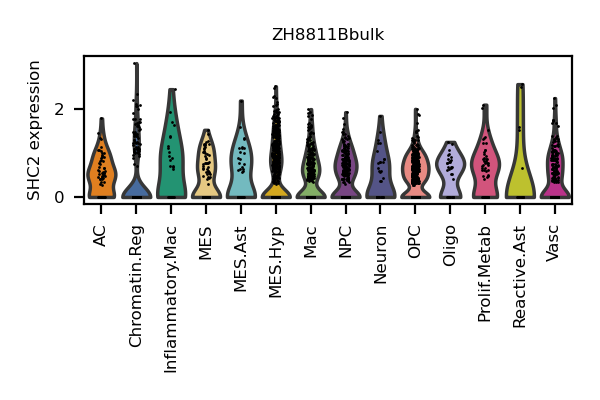 ZH8811Bbulk
SHC2 expression
2
0
AC
Chromatin.Reg
Inflammatory.Mac
MES
MES.Ast
MES.Hyp
Mac
NPC
Neuron
OPC
Oligo
Prolif.Metab
Reactive.Ast
Vasc